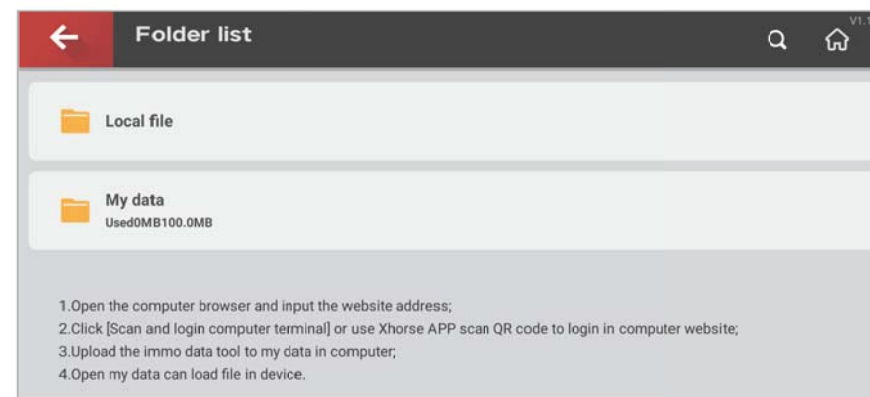 Folder list
V1.1
Local file
My data
Used0MB100.0MB
1.Open the computer browser and input the website address;
2.Click [Scan and login computer terminal] or use Xhorse APP scan QR code to login in computer website;
3.Upload the immo data tool to my data in computer;
4.Open my data can load file in device.